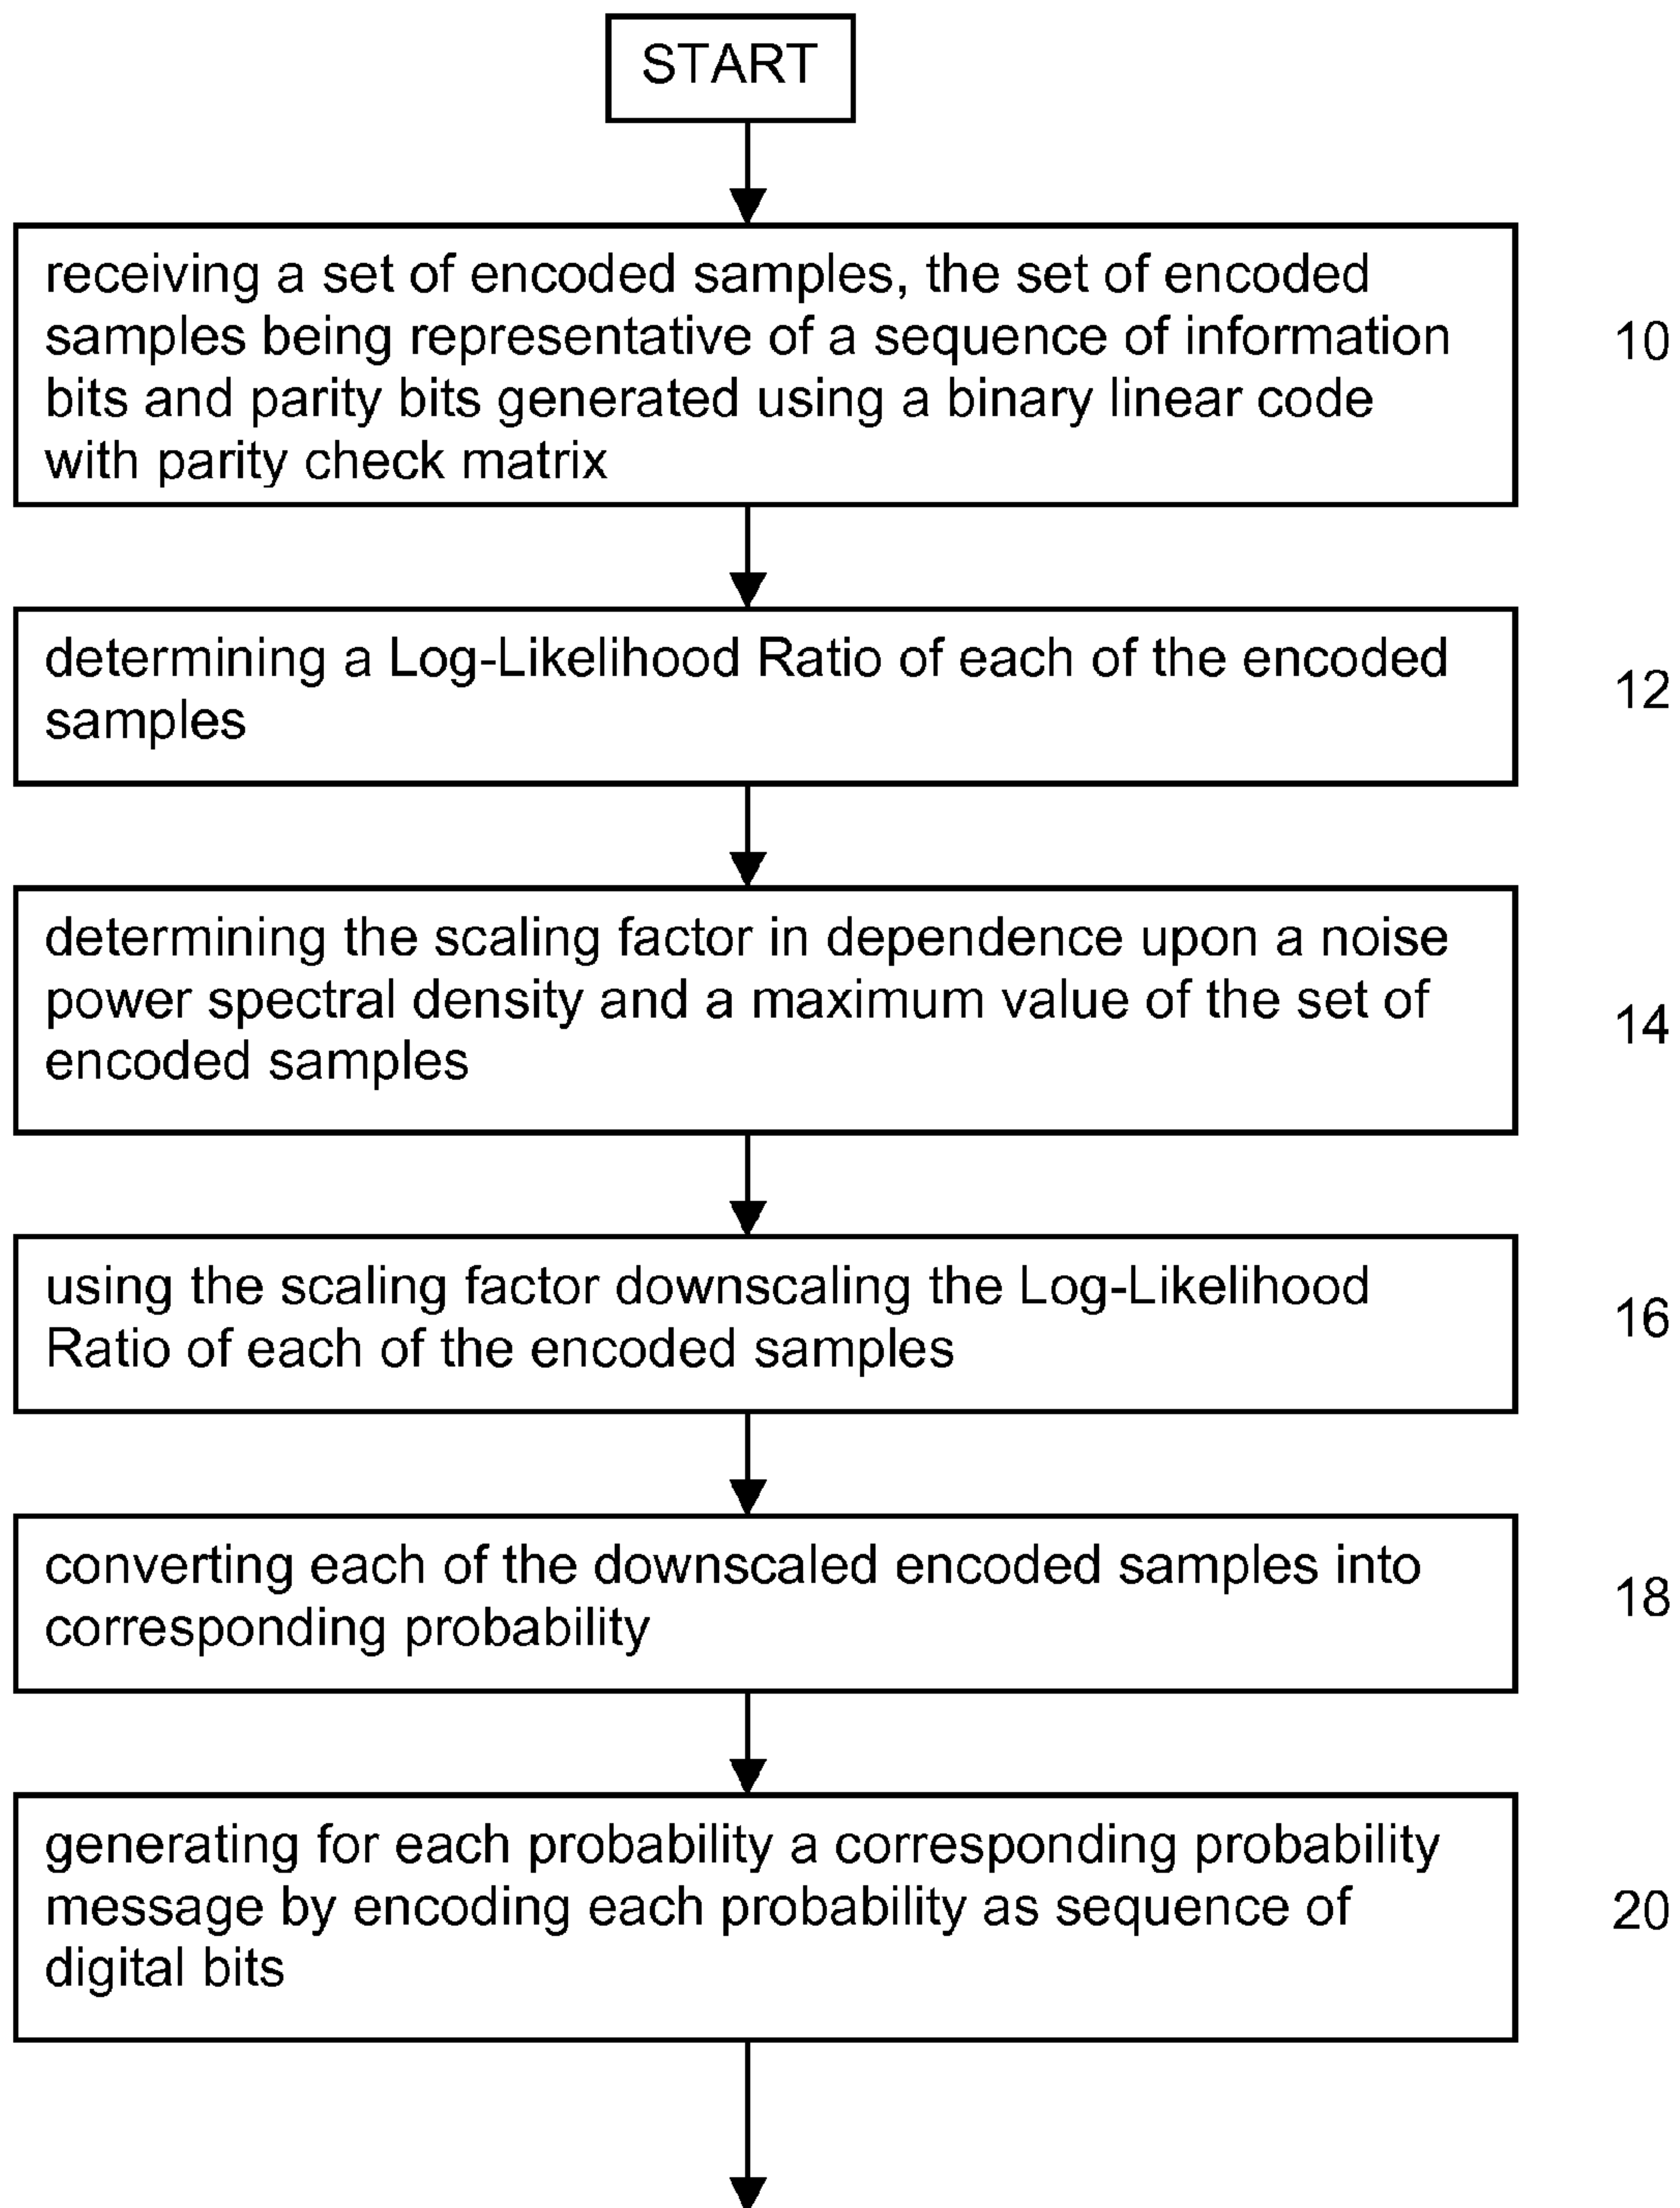 START
receiving a set of encoded samples, the set of encoded
samples being representative of a sequence of information
bits and parity bits generated using a binary linear code
with parity check matrix
10
determining a Log-Likelihood Ratio of each of the encoded
samples
12
determining the scaling factor in dependence upon a noise
power spectral density and a maximum value of the set of
encoded samples
14
using the scaling factor downscaling the Log-Likelihood
Ratio of each of the encoded samples
16
converting each of the downscaled encoded samples into
corresponding probability
18
generating for each probability a corresponding probability
message by encoding each probability as sequence of
digital bits
20